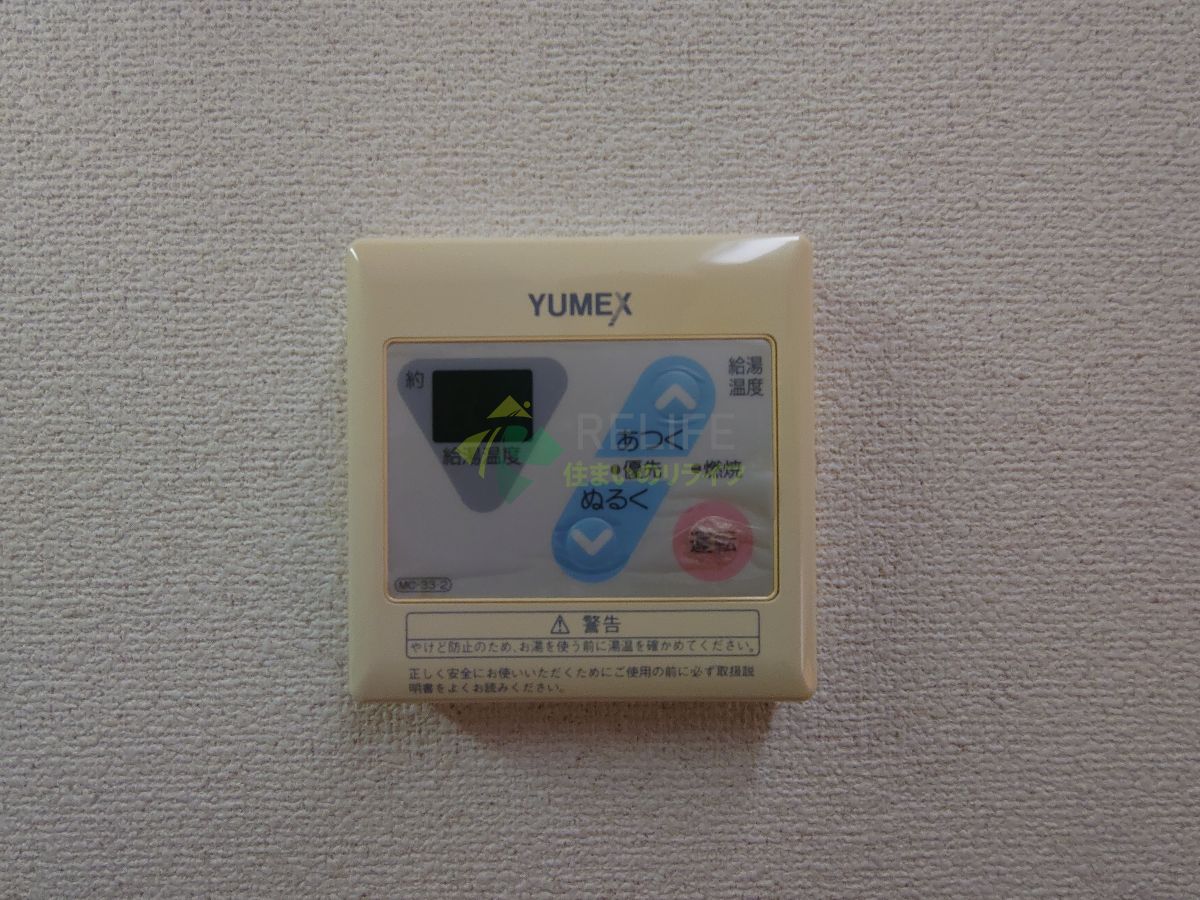 YUMEX
約
給湯温度
給湯
温度
あつく
優先
燃焼
ぬるく
運転
MC-33-2
RELIFE
住まいのリライフ
⚠ 警告
やけど防止のため、お湯を使う前に湯温を確かめてください。
正しく安全にお使いいただくためにご使用の前に必ず取扱説
明書をよくお読みください。